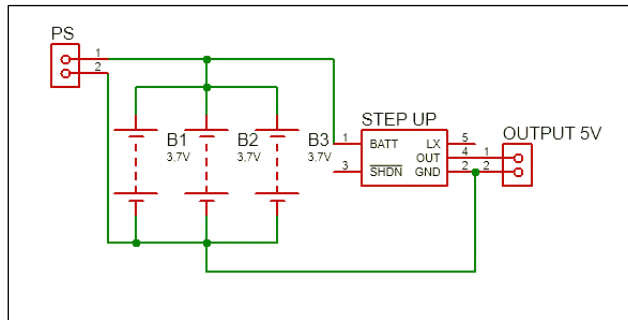 PS
1
2
B1
3,7V
B2
3,7V
B3
3,7V
STEP UP
1 BATT LX 5
OUT 4
3 SHDN GND 2
OUTPUT 5V
1
2